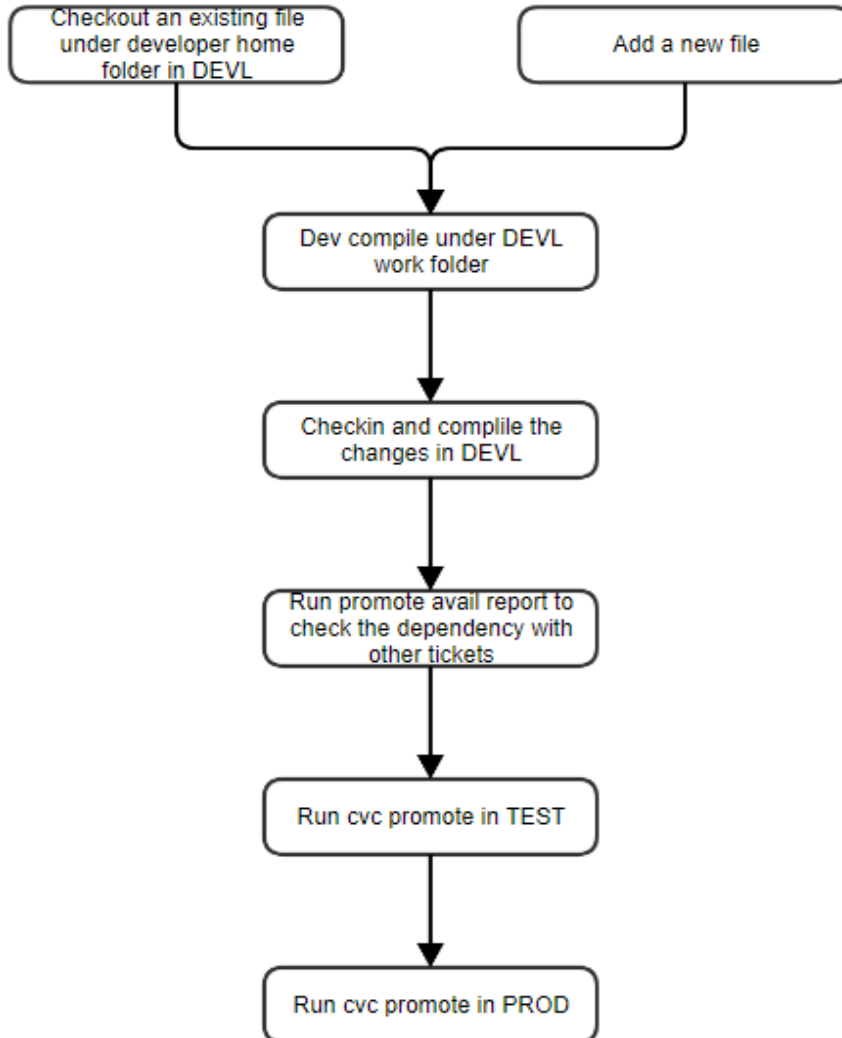 Checkout an existing file
under developer home
folder in DEVL
Add a new file
Dev compile under DEVL
work folder
Checkin and complile the
changes in DEVL
Run promote avail report to
check the dependency with
other tickets
Run cvc promote in TEST
Run cvc promote in PROD